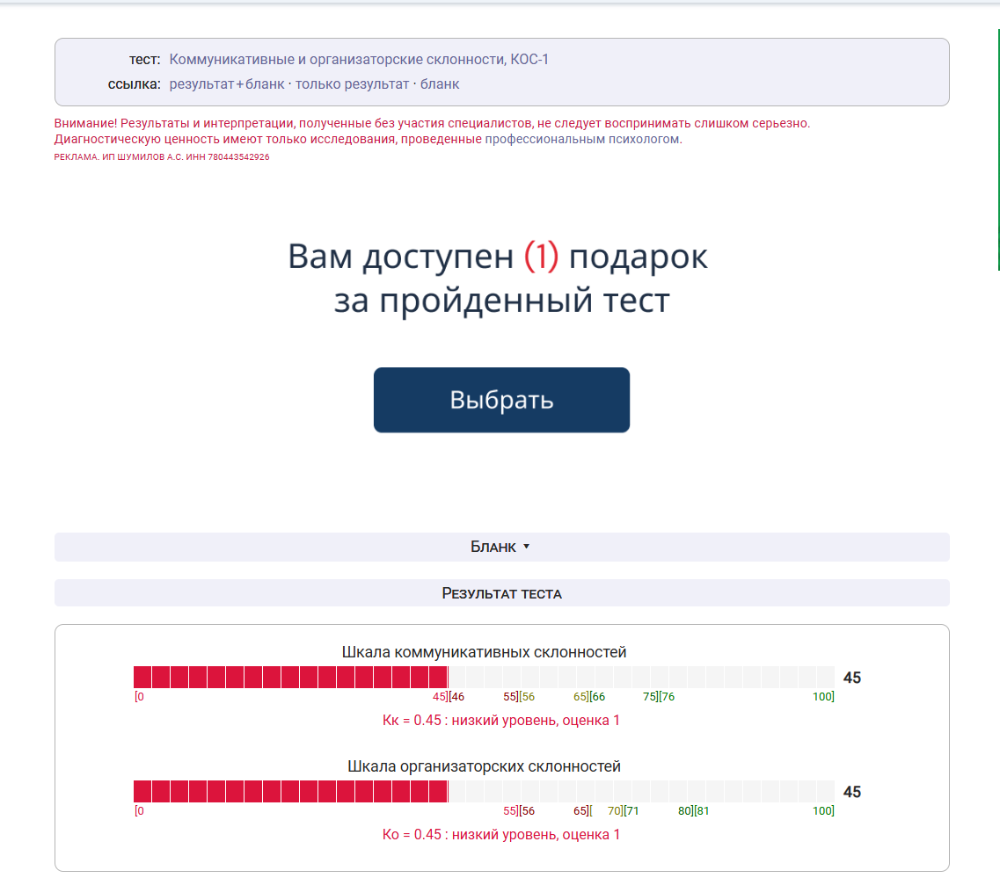 тест: Коммуникативные и организаторские склонности, КОС-1
ссылка: результат+бланк · только результат · бланк
Внимание! Результаты и интерпретации, полученные без участия специалистов, не следует воспринимать слишком серьезно.
Диагностическую ценность имеют только исследования, проведенные профессиональным психологом.
РЕКЛАМА. ИП ШУМИЛОВ А.С. ИНН 780443542926
Вам доступен (1) подарок
за пройденный тест
Выбрать
Бланк ▼
Результат теста
Шкала коммуникативных склонностей
45
[0 45][46 55][56 65][66 75][76 100]
Кк = 0.45 : низкий уровень, оценка 1
Шкала организаторских склонностей
45
[0 55][56 65][ 70][71 80][81 100]
Ко = 0.45 : низкий уровень, оценка 1